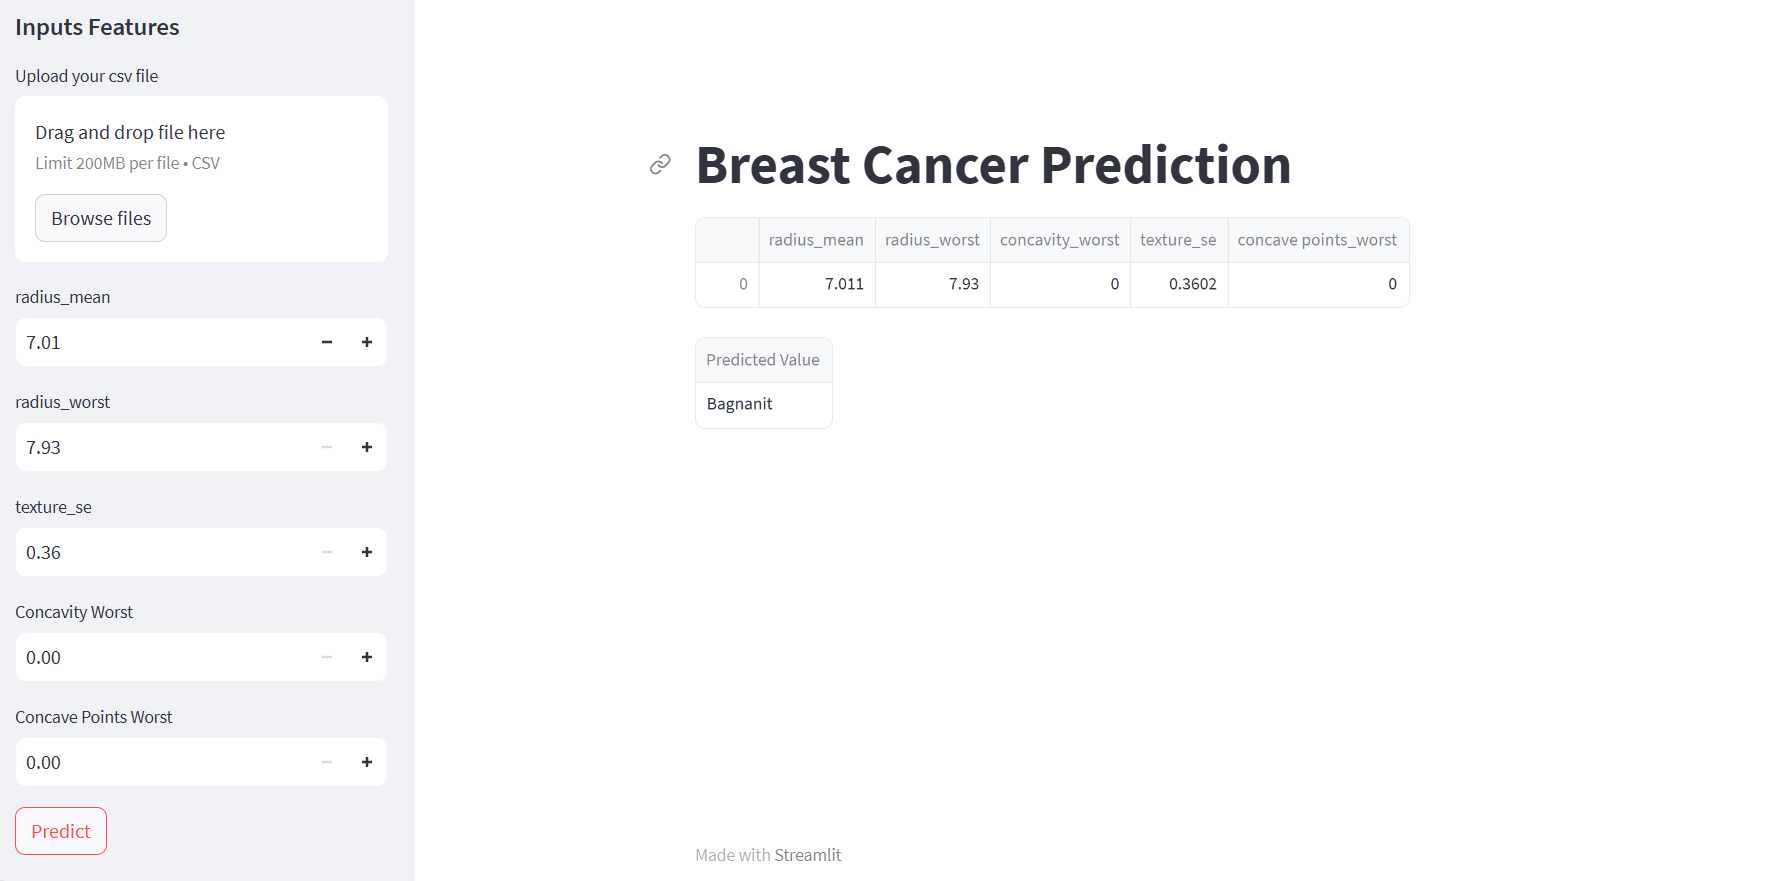 Inputs Features
Upload your csv file
Drag and drop file here
Limit 200MB per file • CSV
Browse files
radius_mean
7.01
radius_worst
7.93
texture_se
0.36
Concavity Worst
0.00
Concave Points Worst
0.00
Predict
Breast Cancer Prediction
radius_mean radius_worst concavity_worst texture_se concave points_worst
0 7.011 7.93 0 0.3602 0
Predicted Value
Bagnanit
Made with Streamlit